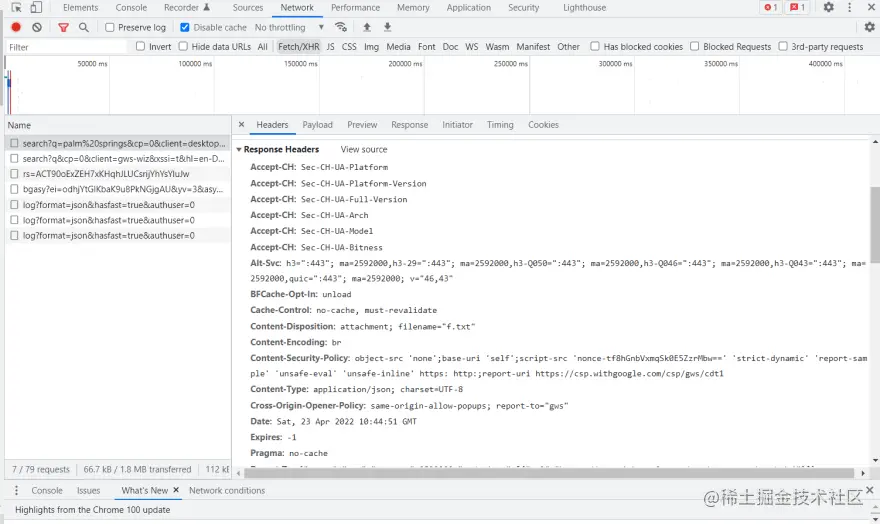 Elements Console Recorder Sources Network Performance Memory Application Security Lighthouse 1 1
Preserve log Disable cache No throttling
Filter Invert Hide data URLs All Fetch/XHR JS CSS Img Media Font Doc WS Wasm Manifest Other Has blocked cookies Blocked Requests 3rd-party requests
50000 ms 100000 ms 150000 ms 200000 ms 250000 ms 300000 ms 350000 ms 400000 ms
Name
search?q=palm%20springs&cp=0&client=desktop...
search?q&cp=0&client=gws-wiz&xssi=t&hl=en-D...
rs=ACT90oExZEH7xKHqhJLUCsrijYhYsYluJw
bgasy?ei=odhjYtGlKbaK9u8PkNGjgAU&yv=3&asy...
log?format=json&hasfast=true&authuser=0
log?format=json&hasfast=true&authuser=0
log?format=json&hasfast=true&authuser=0
7 / 79 requests 66.7 kB / 1.8 MB transferred 112 kE
× Headers Payload Preview Response Initiator Timing Cookies
Response Headers View source
Accept-CH: Sec-CH-UA-Platform
Accept-CH: Sec-CH-UA-Platform-Version
Accept-CH: Sec-CH-UA-Full-Version
Accept-CH: Sec-CH-UA-Arch
Accept-CH: Sec-CH-UA-Model
Accept-CH: Sec-CH-UA-Bitness
Alt-Svc: h3=":443"; ma=2592000,h3-29=":443"; ma=2592000,h3-Q050=":443"; ma=2592000,h3-Q046=":443"; ma=2592000,h3-Q043=":443"; ma=
2592000,quic=":443"; ma=2592000; v="46,43"
BFCache-Opt-In: unload
Cache-Control: no-cache, must-revalidate
Content-Disposition: attachment; filename="f.txt"
Content-Encoding: br
Content-Security-Policy: object-src 'none';base-uri 'self';script-src 'nonce-tf8hGnbVxmqSk0E5ZzrMbw==' 'strict-dynamic' 'report-sam
ple' 'unsafe-eval' 'unsafe-inline' https: http:;report-uri https://csp.withgoogle.com/csp/gws/cdt1
Content-Type: application/json; charset=UTF-8
Cross-Origin-Opener-Policy: same-origin-allow-popups; report-to="gws"
Date: Sat, 23 Apr 2022 10:44:51 GMT
Expires: -1
Pragma: no-cache
Console Issues What's New × Network conditions
Highlights from the Chrome 100 update
@稀土掘金技术社区